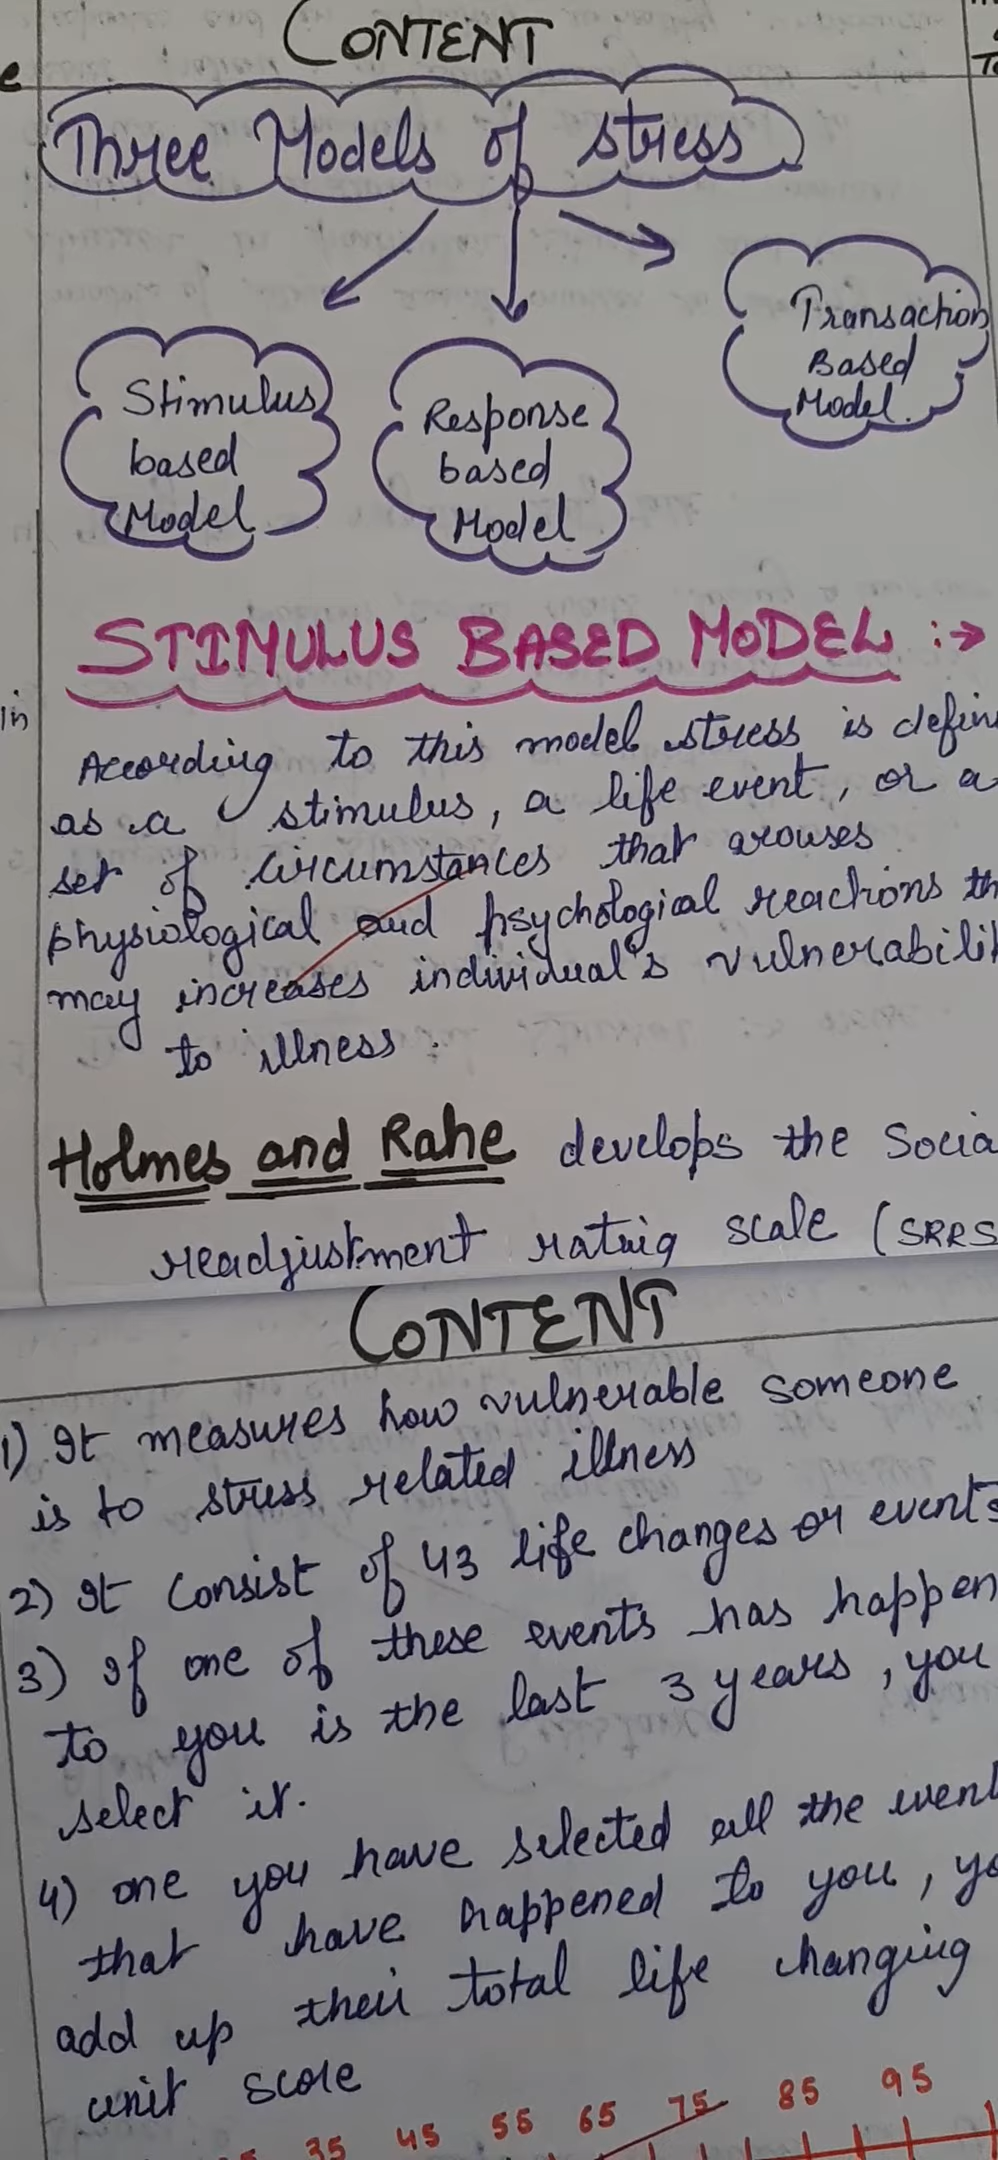 CONTENT
e
To
Three Models of stress
Transaction
Based
Model.
Stimulus
based
Model
Response
based
Model
STIMULUS BASED MODEL :->
in
According to this model stress is defin
as a stimulus, a life event, or a
set of circumstances that arouses
physiological and psychological reactions th
may increases individual's vulnerabili
to illness.
Holmes and Rahe develops the Socia
readjustment rating scale (SRRS
CONTENT
1) It measures how vulnerable someone
is to stress related illness
2) It consist of 43 life changes or events
3) If one of these events has happen
to you is the last 3 years, you
select it.
4) one you have selected all the event
that have happened to you, yo
add up their total life changing
unit score
35 45 55 65 75 85 95